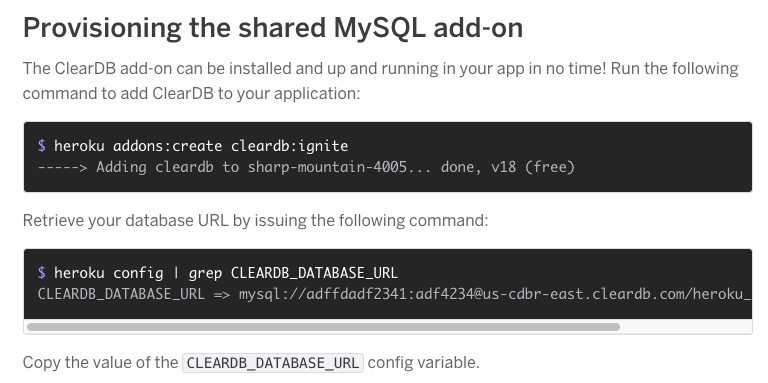 Provisioning the shared MySQL add-on
The ClearDB add-on can be installed and up and running in your app in no time! Run the following
command to add ClearDB to your application:
$ heroku addons:create cleardb:ignite
-----> Adding cleardb to sharp-mountain-4005... done, v18 (free)
Retrieve your database URL by issuing the following command:
$ heroku config | grep CLEARDB_DATABASE_URL
CLEARDB_DATABASE_URL => mysql://adffdadf2341:adf4234@us-cdbr-east.cleardb.com/heroku_
Copy the value of the CLEARDB_DATABASE_URL config variable.